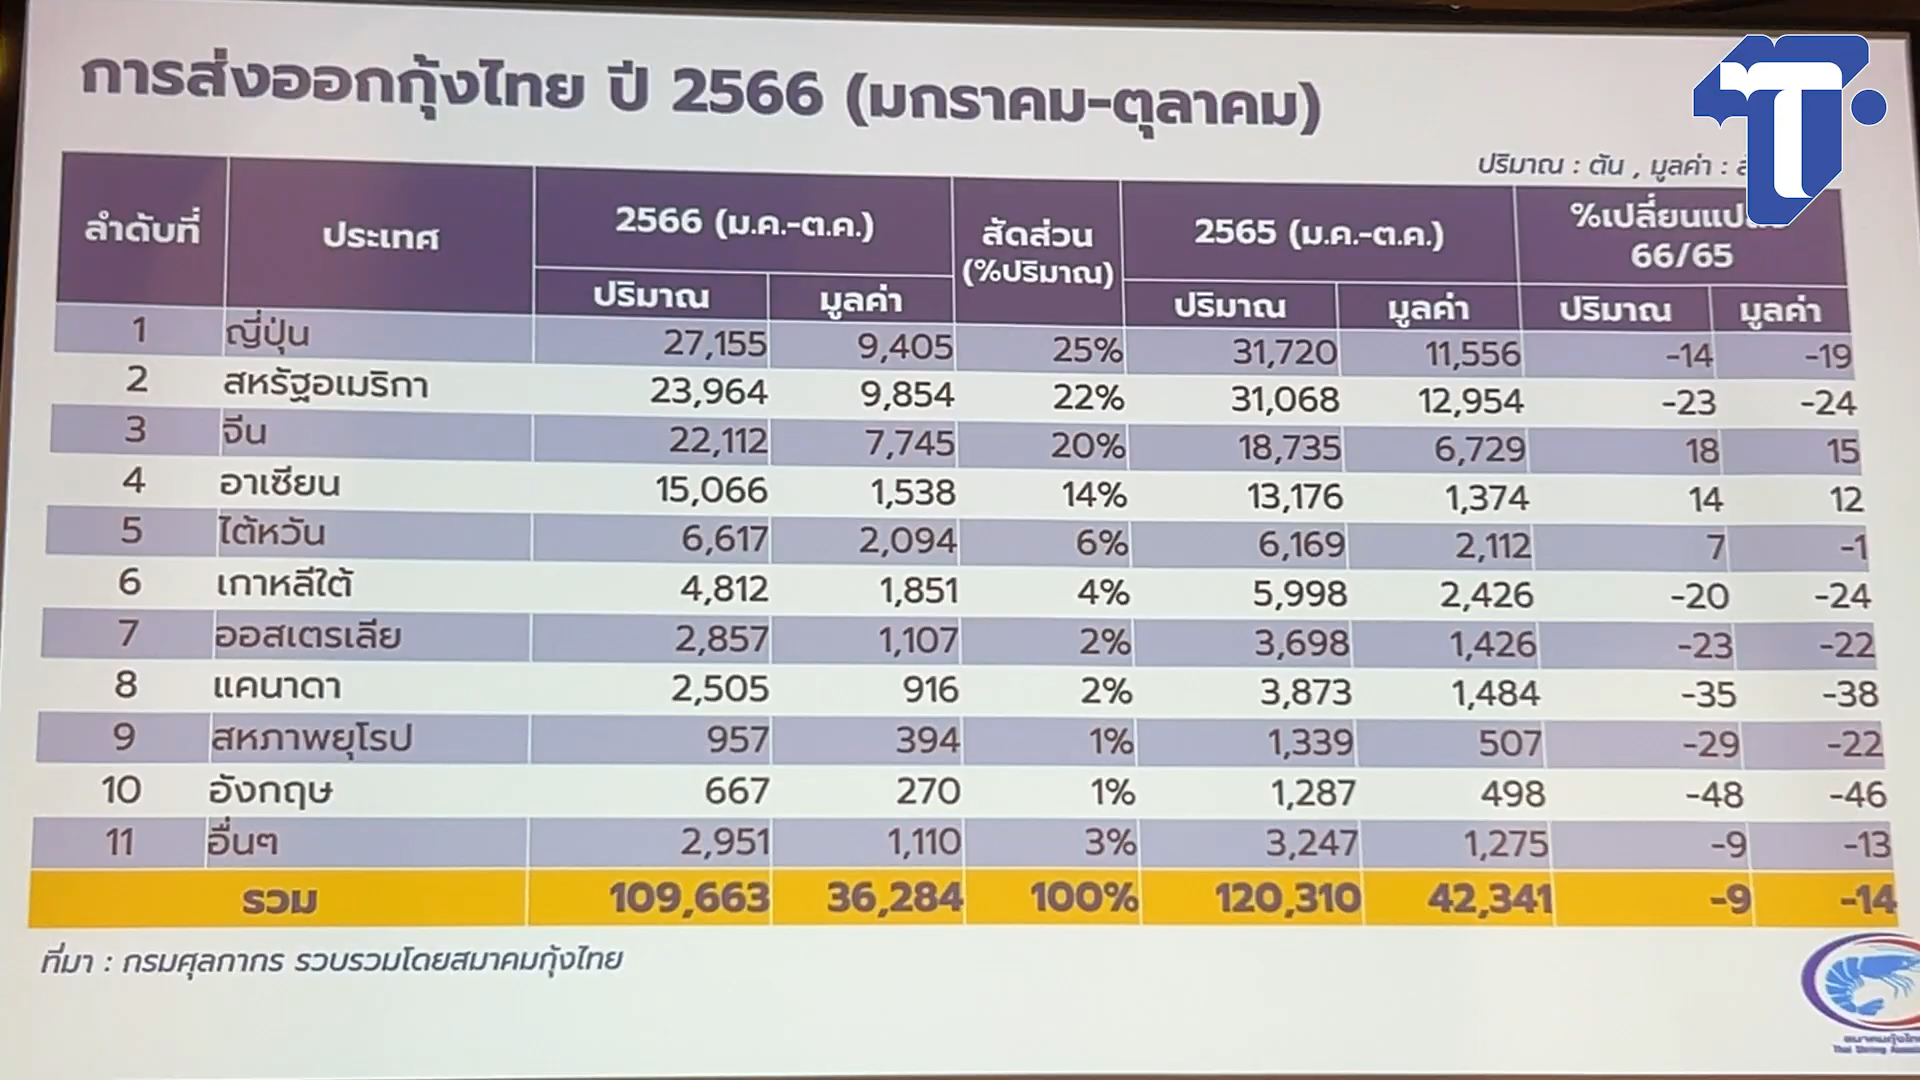 การส่งออกกุ้งไทย ปี 2566 (มกราคม-ตุลาคม)
ปริมาณ : ตัน , มูลค่า :
ลำดับที่ ประเทศ 2566 (ม.ค.-ต.ค.) สัดส่วน (%ปริมาณ) 2565 (ม.ค.-ต.ค.) 66/65
ปริมาณ มูลค่า ปริมาณ มูลค่า ปริมาณ มูลค่า
1 ญี่ปุ่น 27,155 9,405 25% 31,720 11,556 -14 -19
2 สหรัฐอเมริกา 23,964 9,854 22% 31,068 12,954 -23 -24
3 จีน 22,112 7,745 20% 18,735 6,729 18 15
4 อาเซียน 15,066 1,538 14% 13,176 1,374 14 12
5 ไต้หวัน 6,617 2,094 6% 6,169 2,112 7 -1
6 เกาหลีใต้ 4,812 1,851 4% 5,998 2,426 -20 -24
7 ออสเตรเลีย 2,857 1,107 2% 3,698 1,426 -23 -22
8 แคนาดา 2,505 916 2% 3,873 1,484 -35 -38
9 สหภาพยุโรป 957 394 1% 1,339 507 -29 -22
10 อังกฤษ 667 270 1% 1,287 498 -48 -46
11 อื่นๆ 2,951 1,110 3% 3,247 1,275 -9 -13
รวม 109,663 36,284 100% 120,310 42,341 -9 -14
ที่มา : กรมศุลกากร รวบรวมโดยสมาคมกุ้งไทย